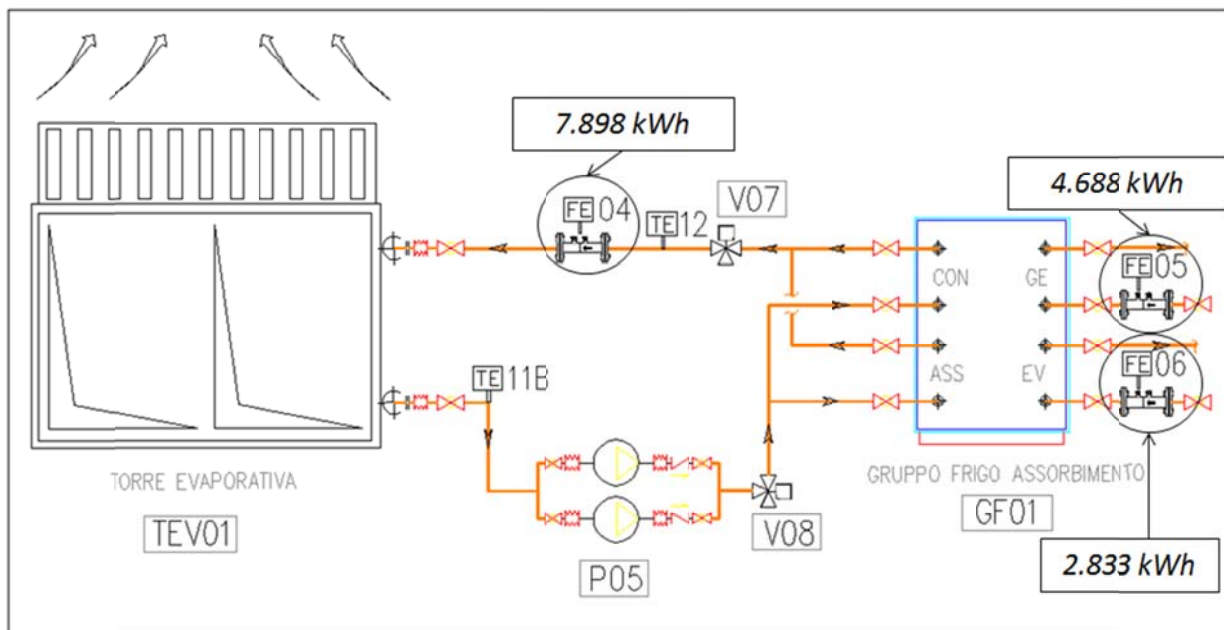 7.898 kWh
4.688 kWh
FE 04
TE 12
V07
CON
GE
FE 05
ASS
EV
FE 06
TE 11B
TORRE EVAPORATIVA
TEV01
P05
V08
GRUPPO FRIGO ASSORBIMENTO
GF01
2.833 kWh